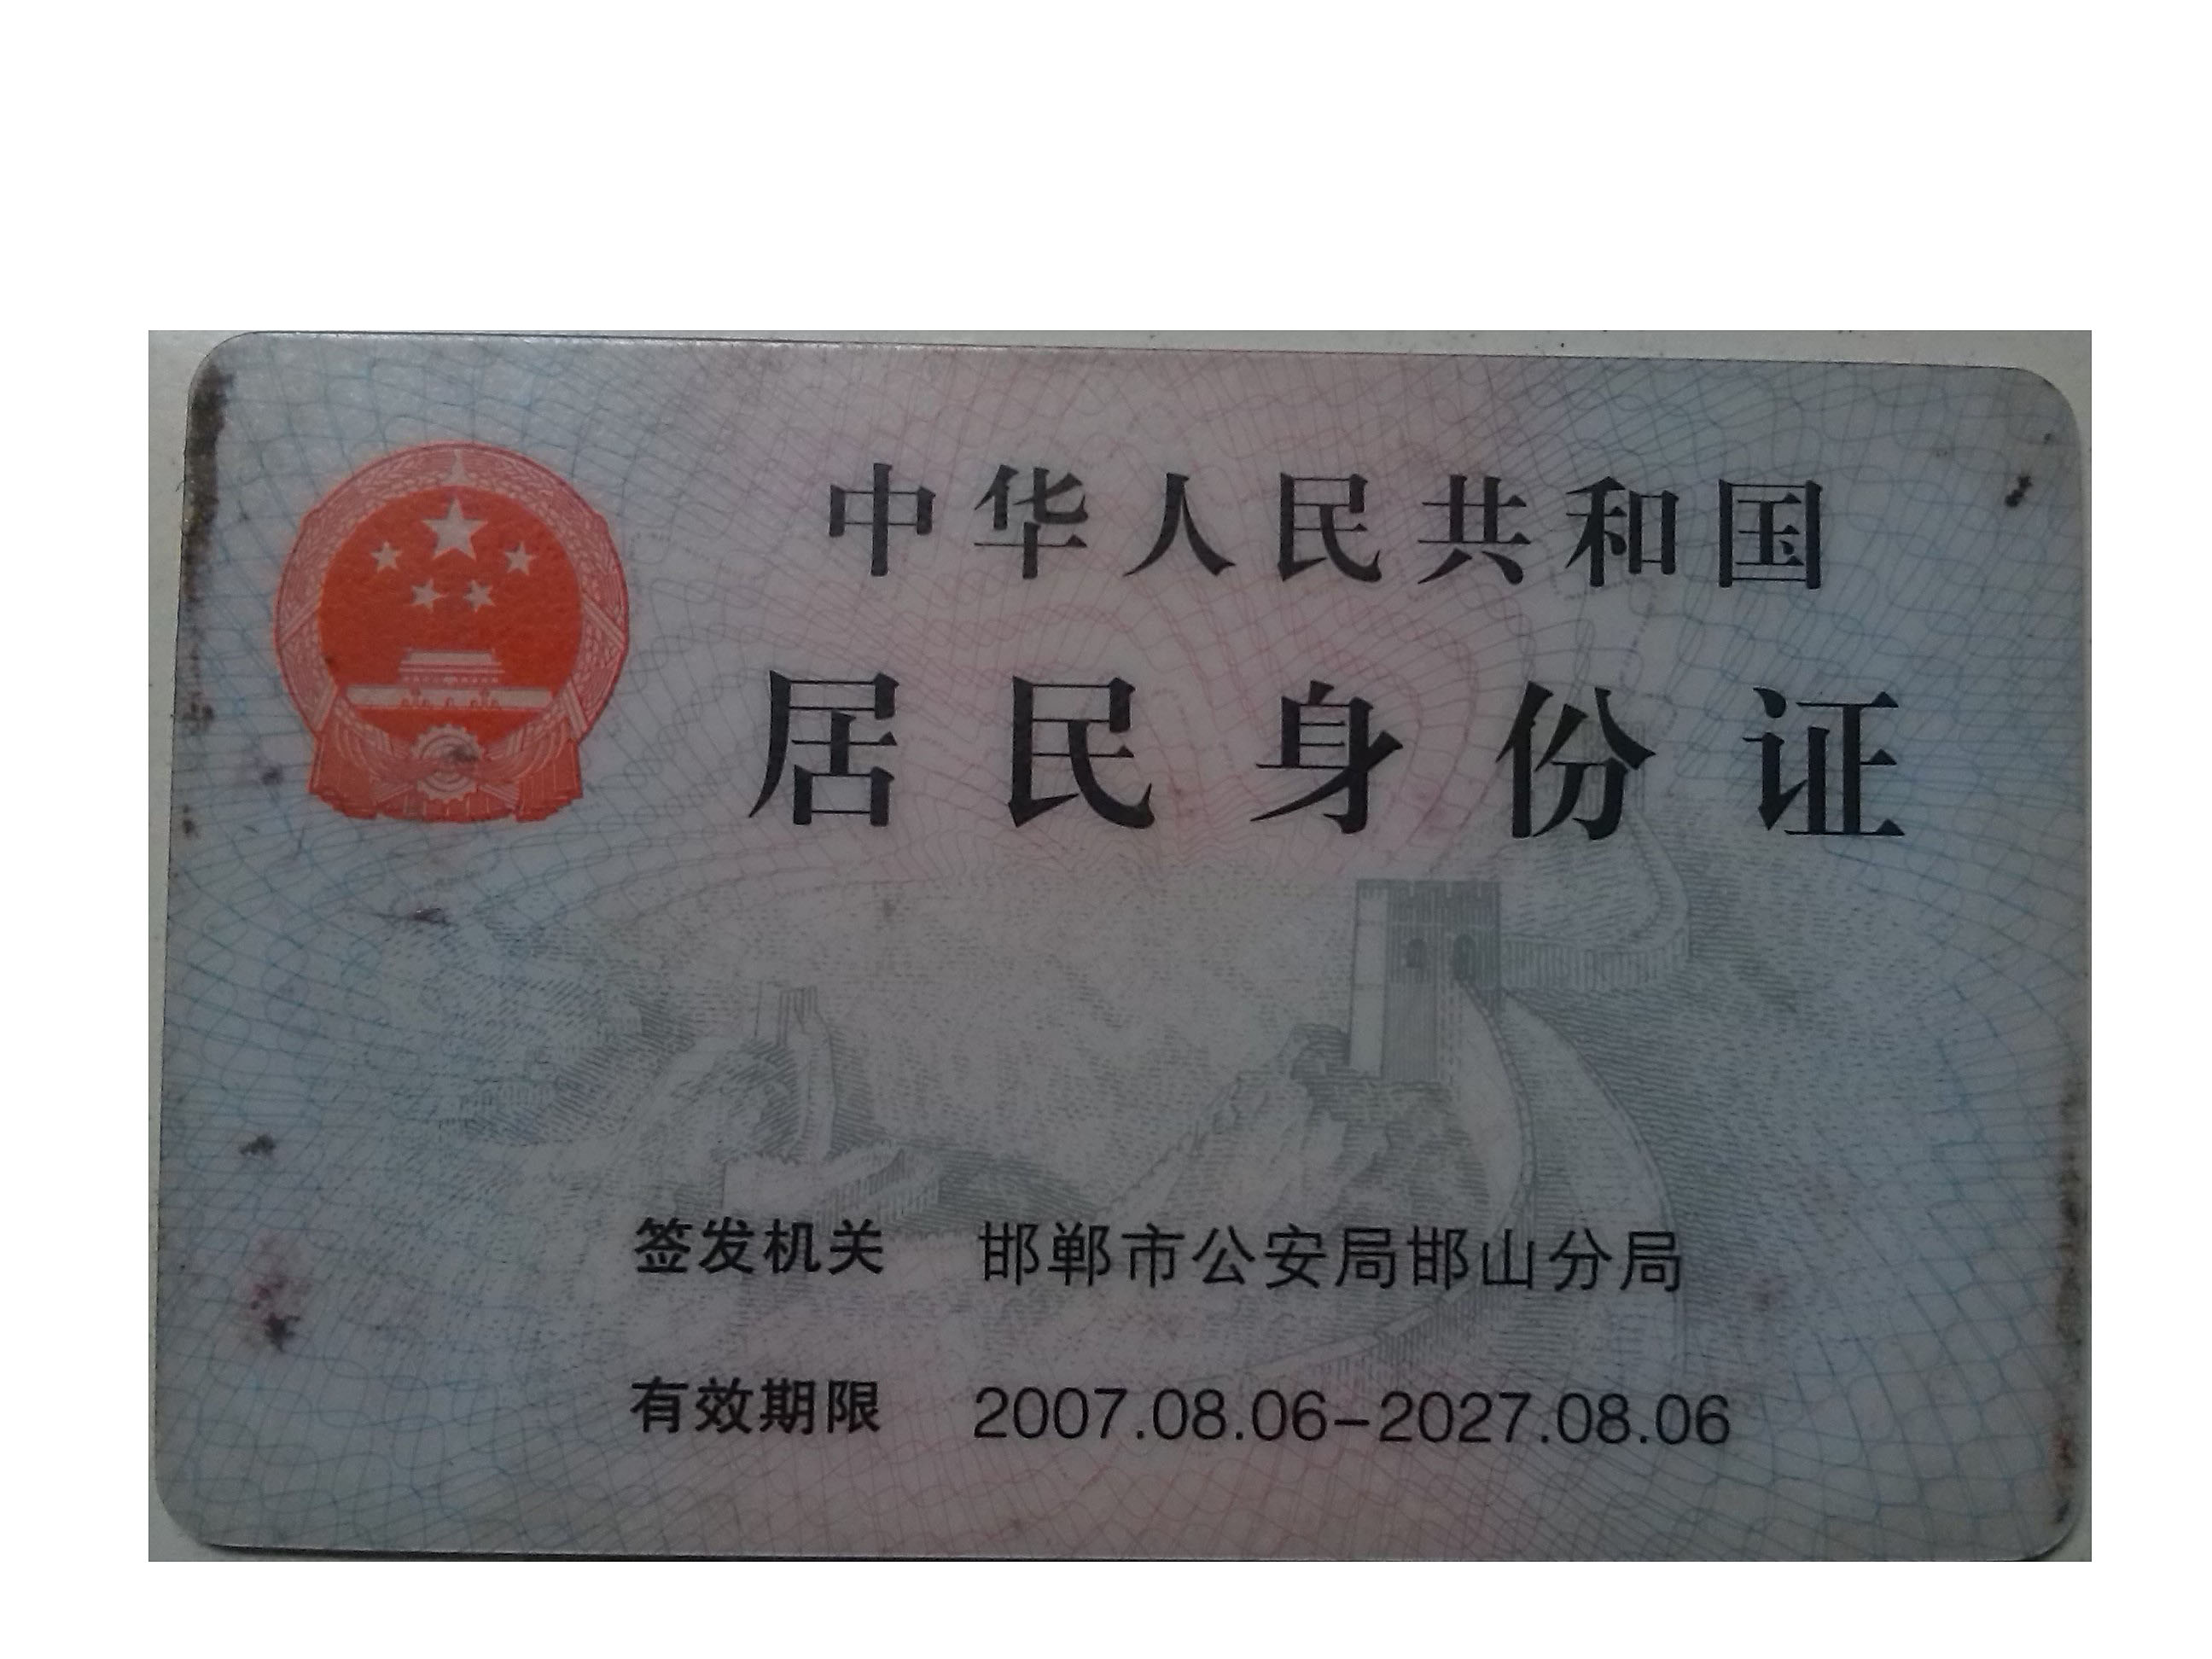 中华人民共和国
居民身份证
签发机关 邯郸市公安局邯山分局
有效期限 2007.08.06-2027.08.06